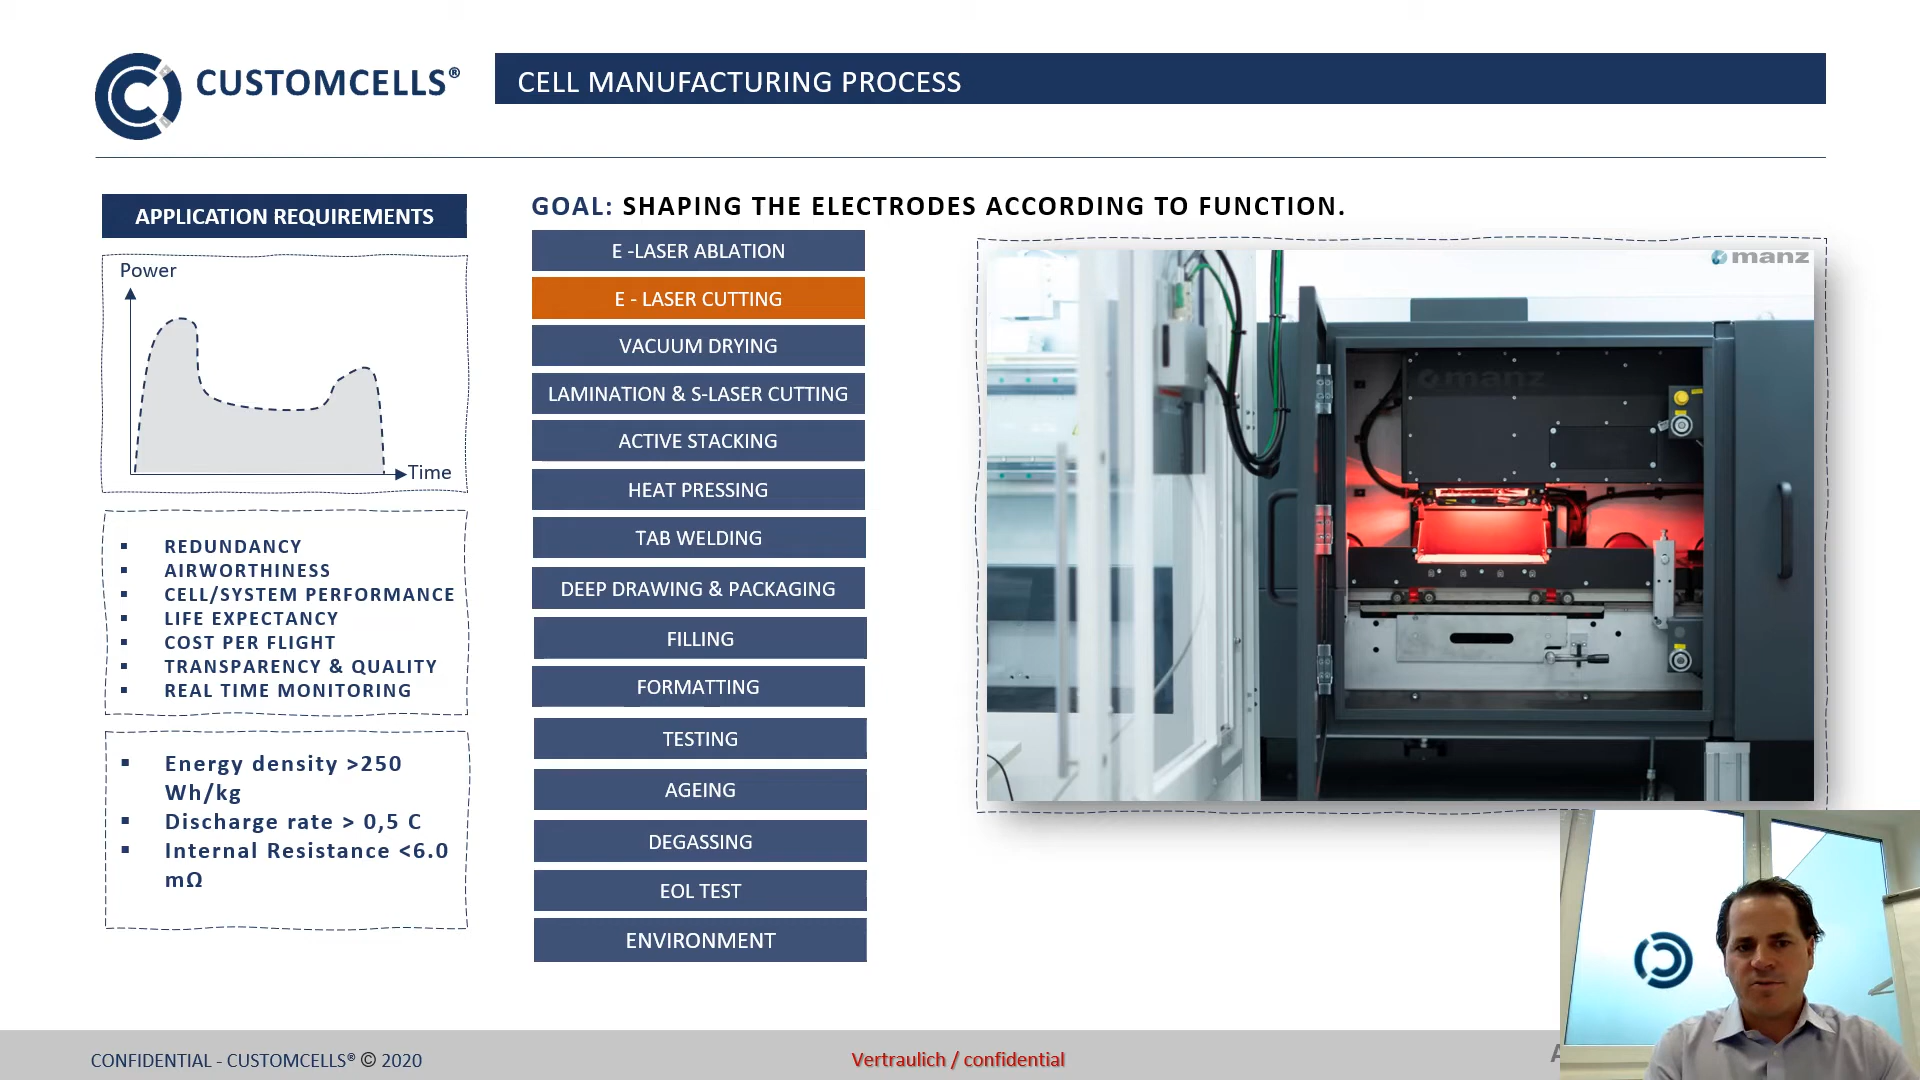 CUSTOMCELLS®
CELL MANUFACTURING PROCESS
APPLICATION REQUIREMENTS
Power
Time
REDUNDANCY
AIRWORTHINESS
CELL/SYSTEM PERFORMANCE
LIFE EXPECTANCY
COST PER FLIGHT
TRANSPARENCY & QUALITY
REAL TIME MONITORING
Energy density >250
Wh/kg
Discharge rate > 0,5 C
Internal Resistance <6.0
mΩ
GOAL: SHAPING THE ELECTRODES ACCORDING TO FUNCTION.
E -LASER ABLATION
E - LASER CUTTING
VACUUM DRYING
LAMINATION & S-LASER CUTTING
ACTIVE STACKING
HEAT PRESSING
TAB WELDING
DEEP DRAWING & PACKAGING
FILLING
FORMATTING
TESTING
AGEING
DEGASSING
EOL TEST
ENVIRONMENT
manz
manz
CONFIDENTIAL - CUSTOMCELLS® © 2020
Vertraulich / confidential